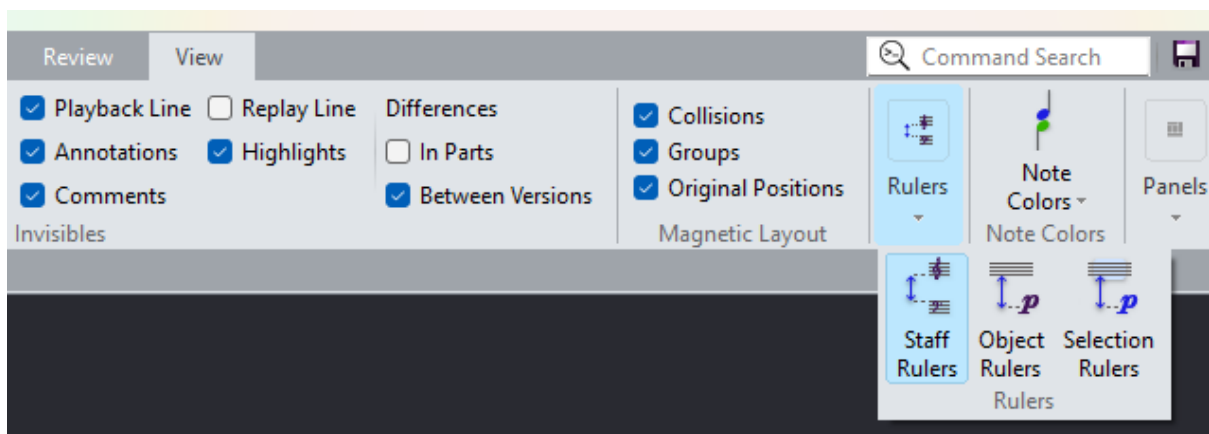 Review View Command Search
Playback Line Replay Line Differences
Annotations Highlights In Parts
Comments Between Versions
Invisibles
Collisions
Groups
Original Positions
Magnetic Layout
Rulers
Note
Colors
Note Colors
Panels
Staff
Rulers
Object
Rulers
Selection
Rulers
Rulers